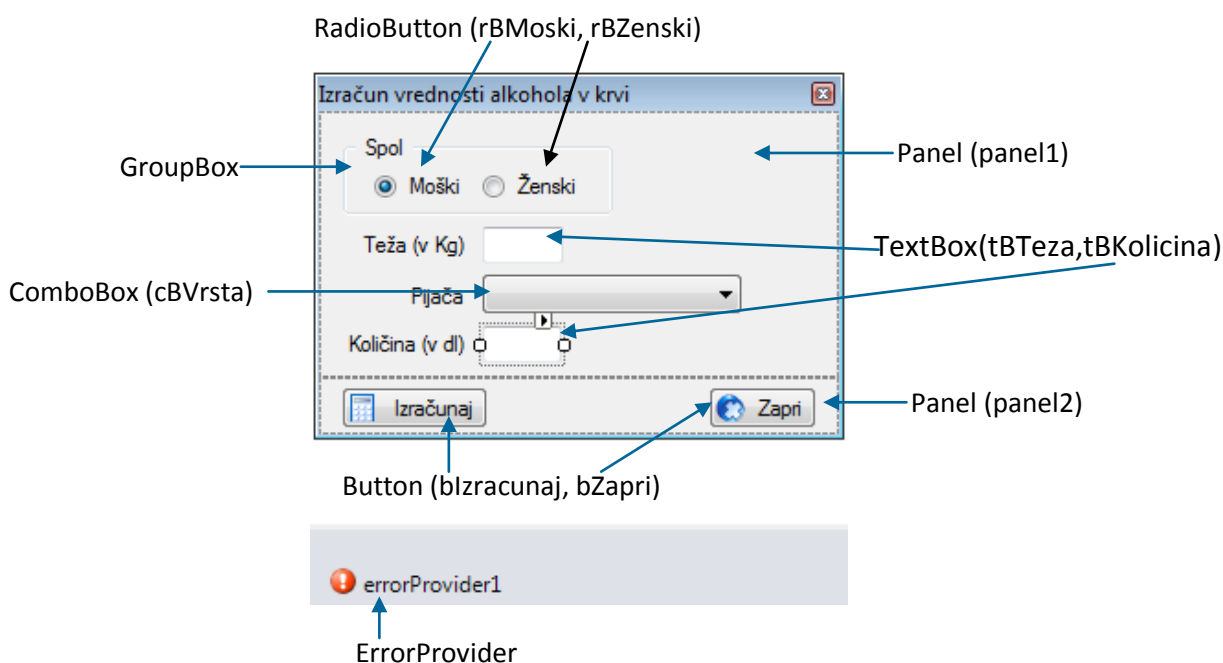 RadioButton (rBMoski, rBZenski)
Izračun vrednosti alkohola v krvi
Spol
GroupBox
Panel (panel1)
Moški
Ženski
Teža (v Kg)
TextBox(tBTeza,tBKolicina)
ComboBox (cBVrsta)
Pijača
Količina (v dl)
Izračunaj
Zapri
Panel (panel2)
Button (bIzracunaj, bZapri)
errorProvider1
ErrorProvider